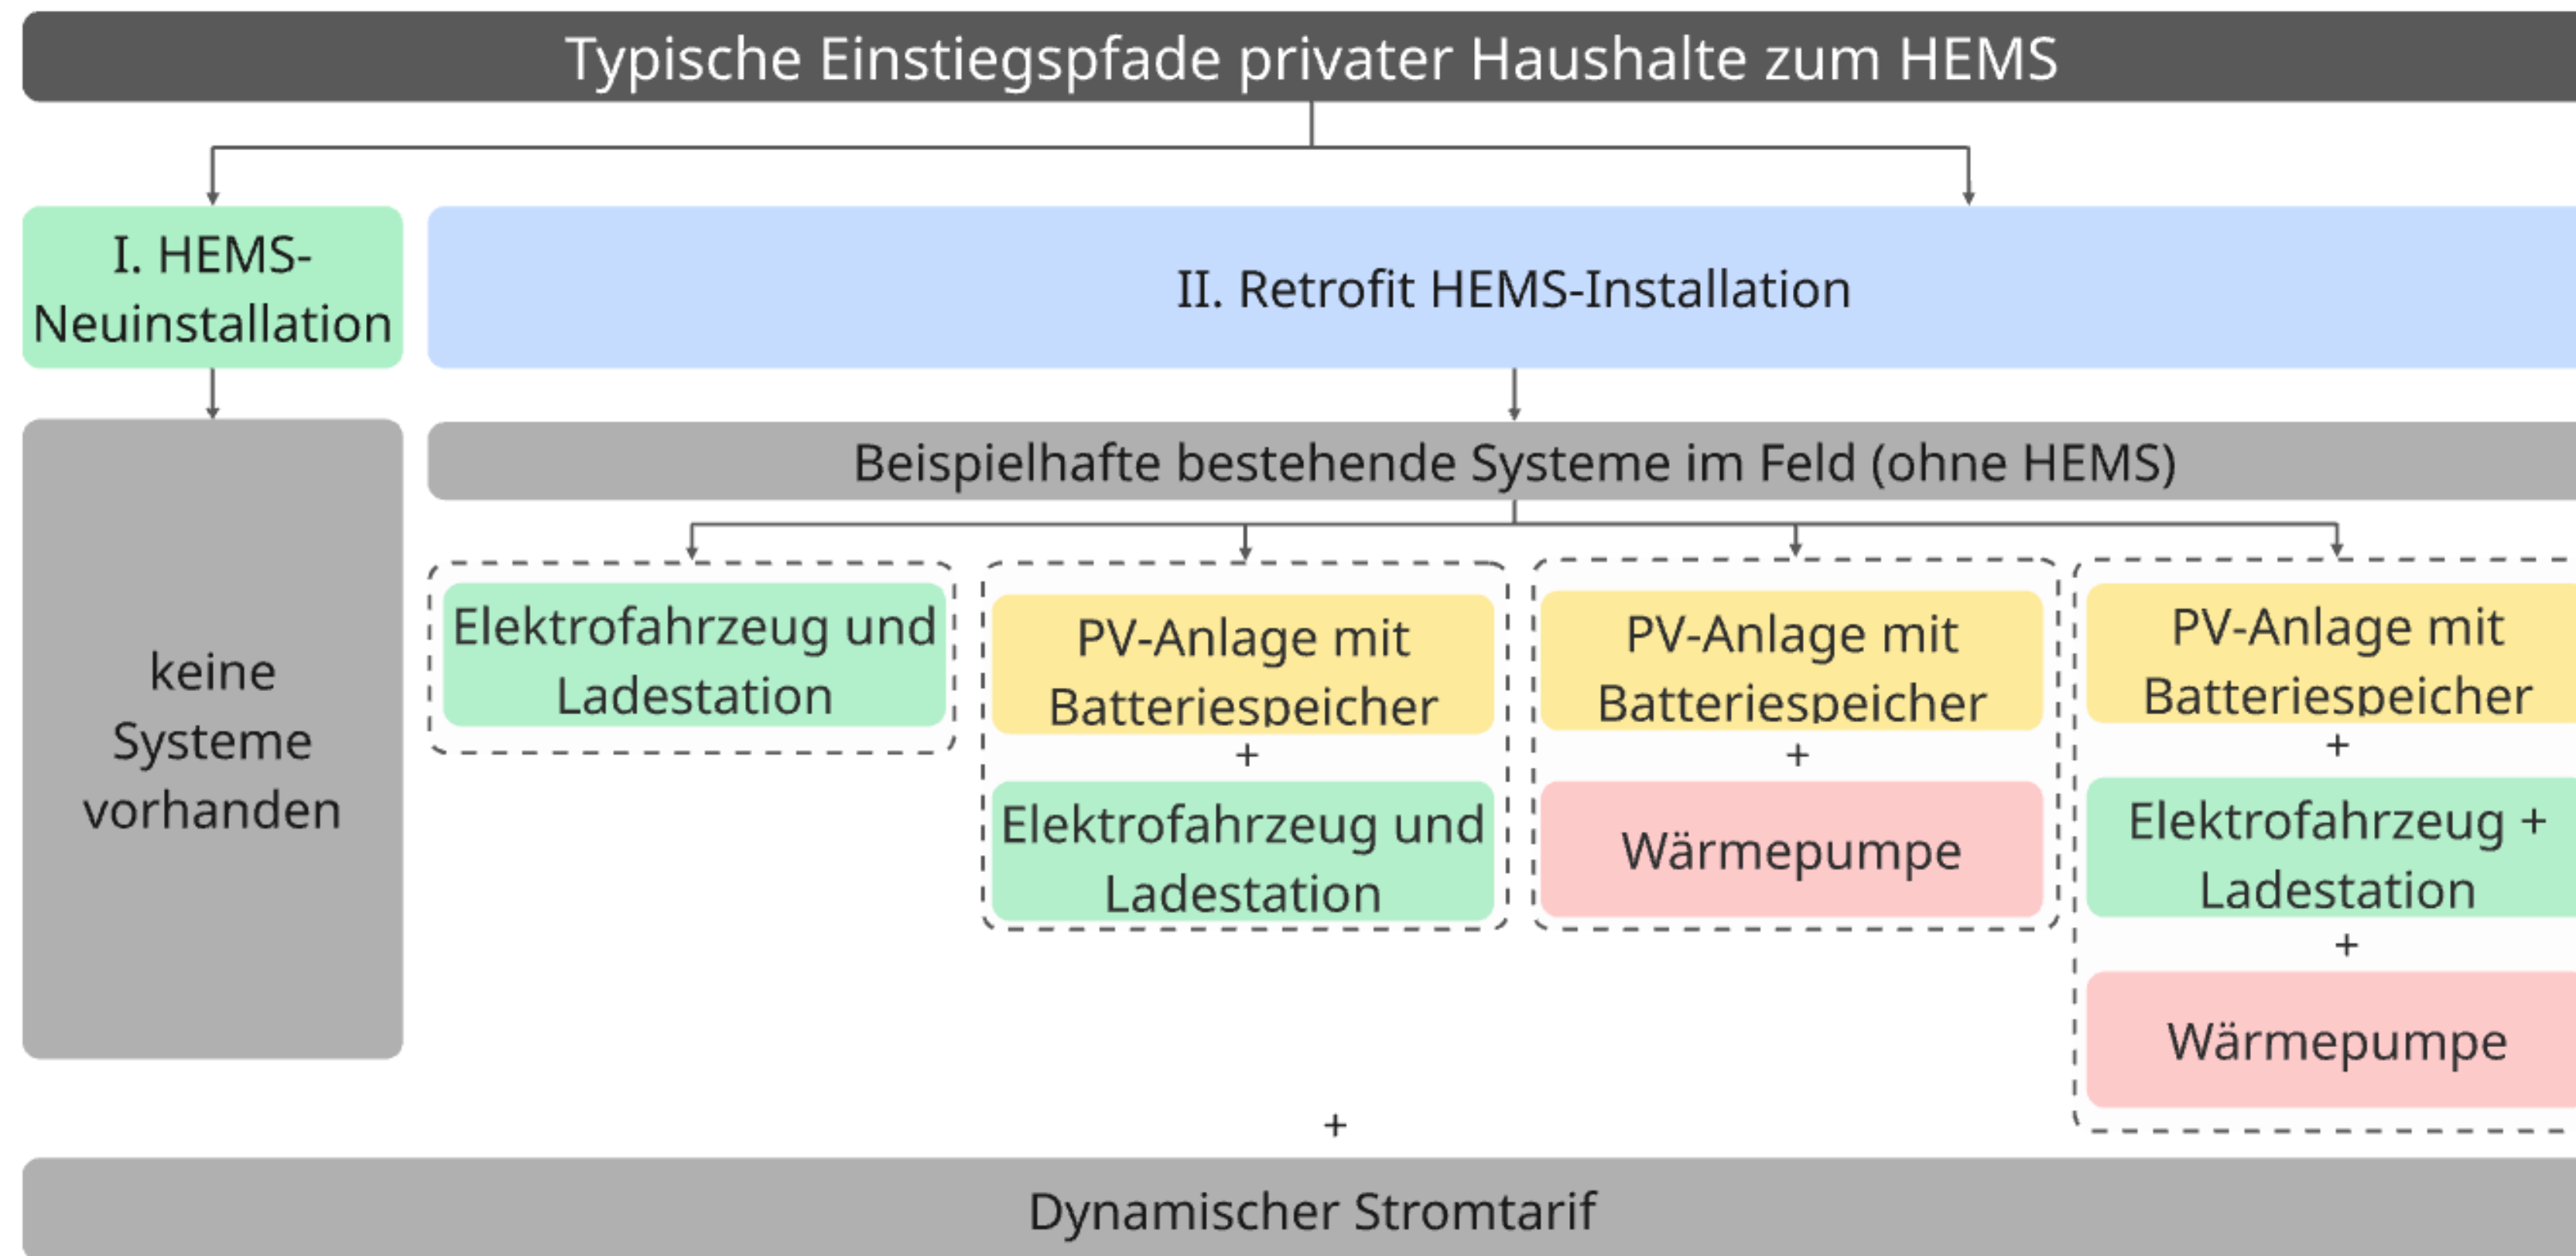 Typische Einstiegspfade privater Haushalte zum HEMS
I. HEMS-
Neuinstallation
II. Retrofit HEMS-Installation
keine
Systeme
vorhanden
Beispielhafte bestehende Systeme im Feld (ohne HEMS)
Elektrofahrzeug und
Ladestation
PV-Anlage mit
Batteriespeicher
+
Elektrofahrzeug und
Ladestation
PV-Anlage mit
Batteriespeicher
+
Wärmepumpe
PV-Anlage mit
Batteriespeicher
+
Elektrofahrzeug +
Ladestation
+
Wärmepumpe
+
Dynamischer Stromtarif